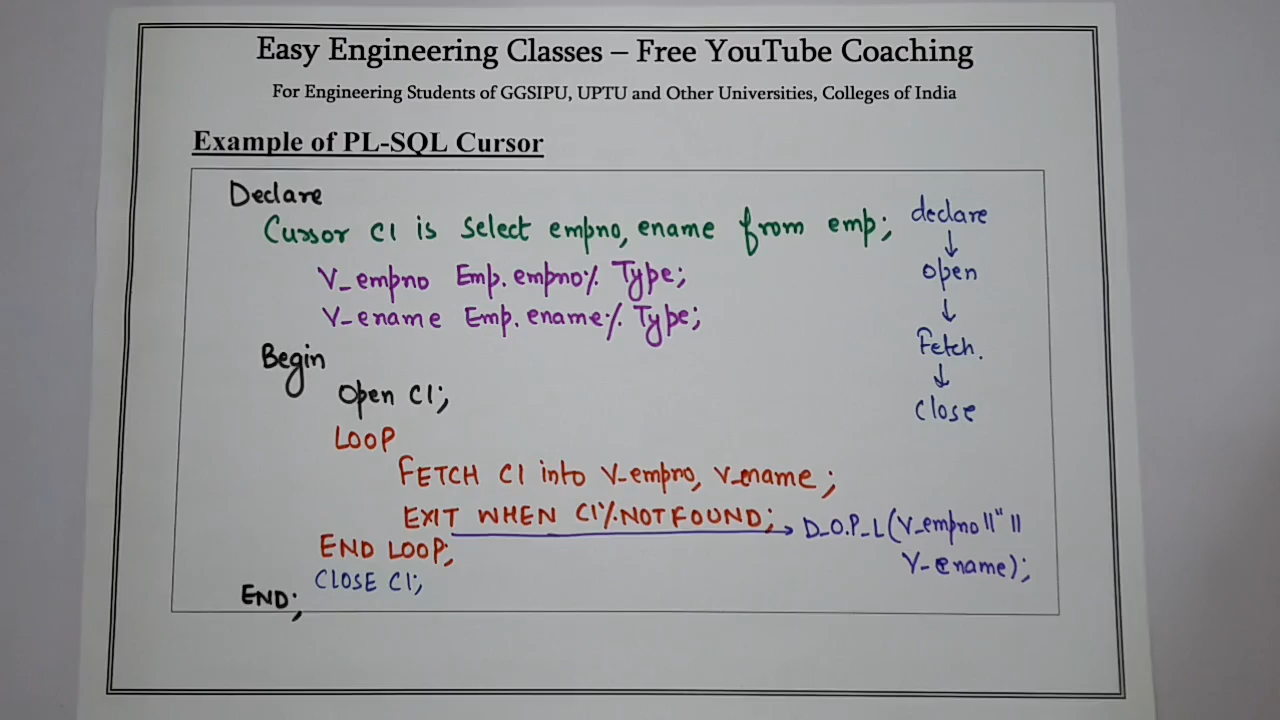 Easy Engineering Classes – Free YouTube Coaching
For Engineering Students of GGSIPU, UPTU and Other Universities, Colleges of India
Example of PL-SQL Cursor
Declare
Cursor C1 is select empno, ename from emp;
V_empno Emp.empno% Type;
V_ename Emp.ename% Type;
Begin
Open C1;
LOOP
FETCH C1 into V_empno, V_ename;
EXIT WHEN C1%NOTFOUND; → D_O.P_L(V_empno||" "||
V_ename);
END LOOP;
CLOSE C1;
END;
declare
↓
open
↓
Fetch.
↓
close